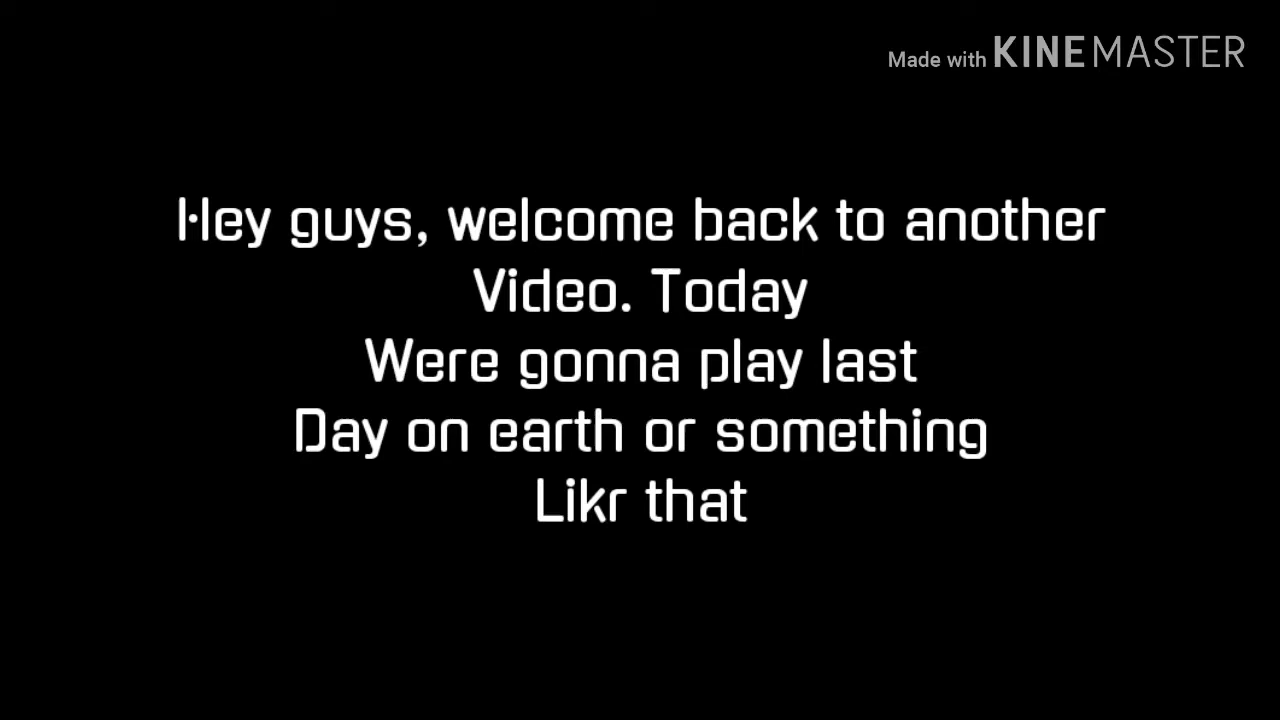 Made with KINEMASTER
Hey guys, welcome back to another
Video. Today
Were gonna play last
Day on earth or something
Likr that